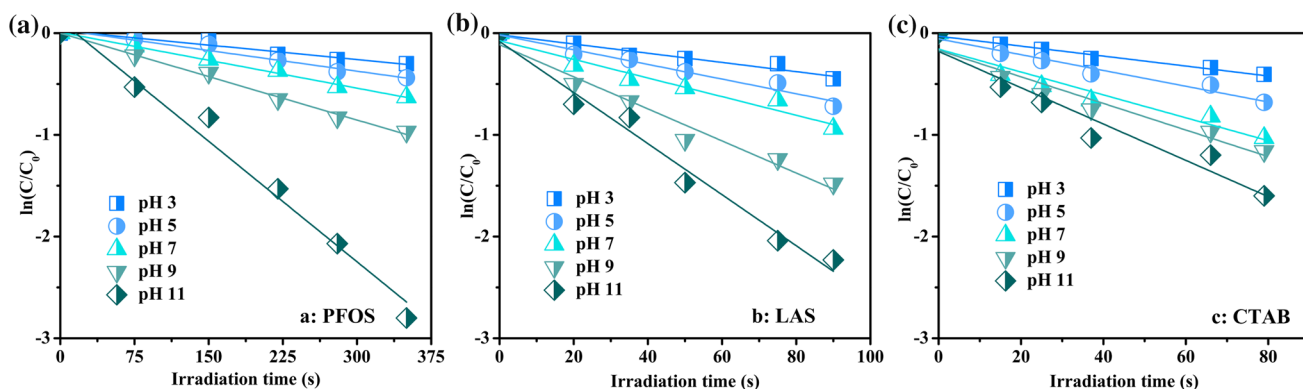 (a)
0
-1
-2
-3
ln(C/C0)
pH 3
pH 5
pH 7
pH 9
pH 11
a: PFOS
0 75 150 225 300 375
Irradiation time (s)
(b)
0
-1
-2
-3
ln(C/C0)
pH 3
pH 5
pH 7
pH 9
pH 11
b: LAS
0 20 40 60 80 100
Irradiation time (s)
(c)
0
-1
-2
-3
ln(C/C0)
pH 3
pH 5
pH 7
pH 9
pH 11
c: CTAB
0 20 40 60 80
Irradiation time (s)